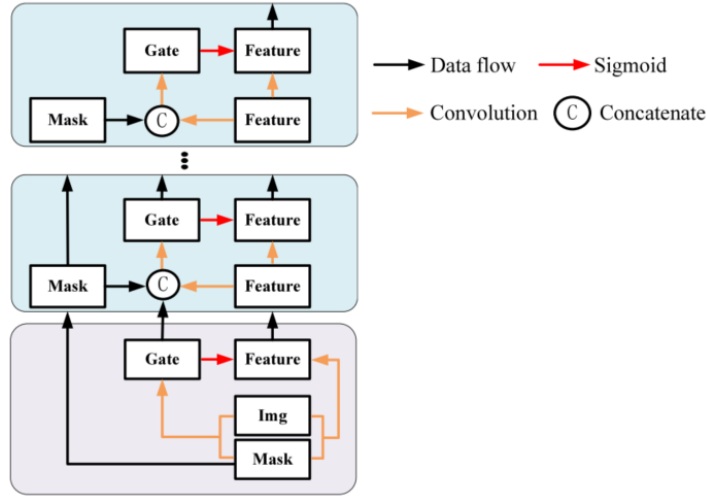 Gate
Feature
Mask
C
Feature
Data flow
Sigmoid
Convolution
C
Concatenate
Gate
Feature
Mask
C
Feature
Gate
Feature
Img
Mask